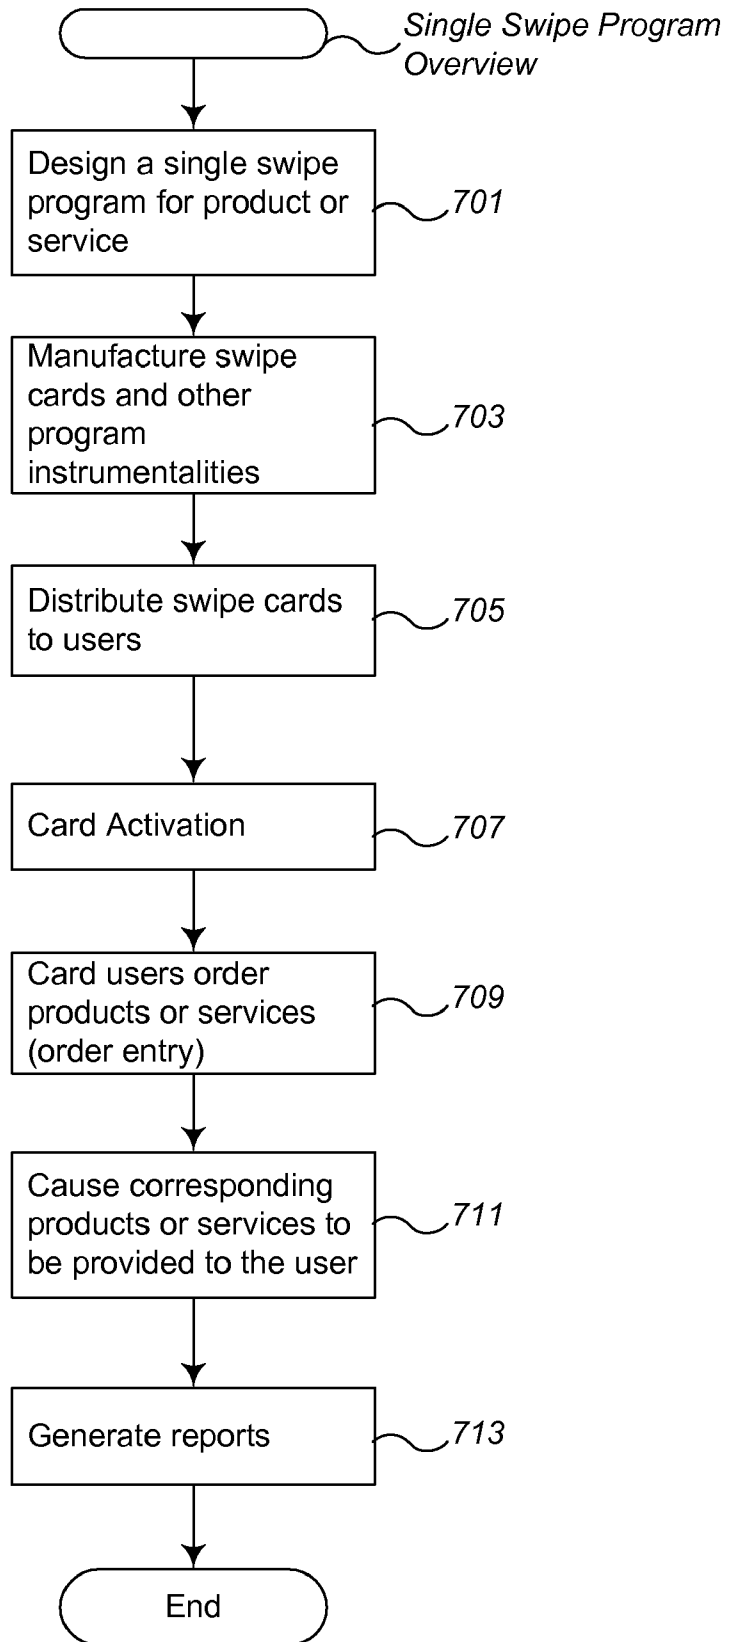 Single Swipe Program
Overview
Design a single swipe
program for product or
service
701
Manufacture swipe
cards and other
program
instrumentalities
703
Distribute swipe cards
to users
705
Card Activation
707
Card users order
products or services
(order entry)
709
Cause corresponding
products or services to
be provided to the user
711
Generate reports
713
End